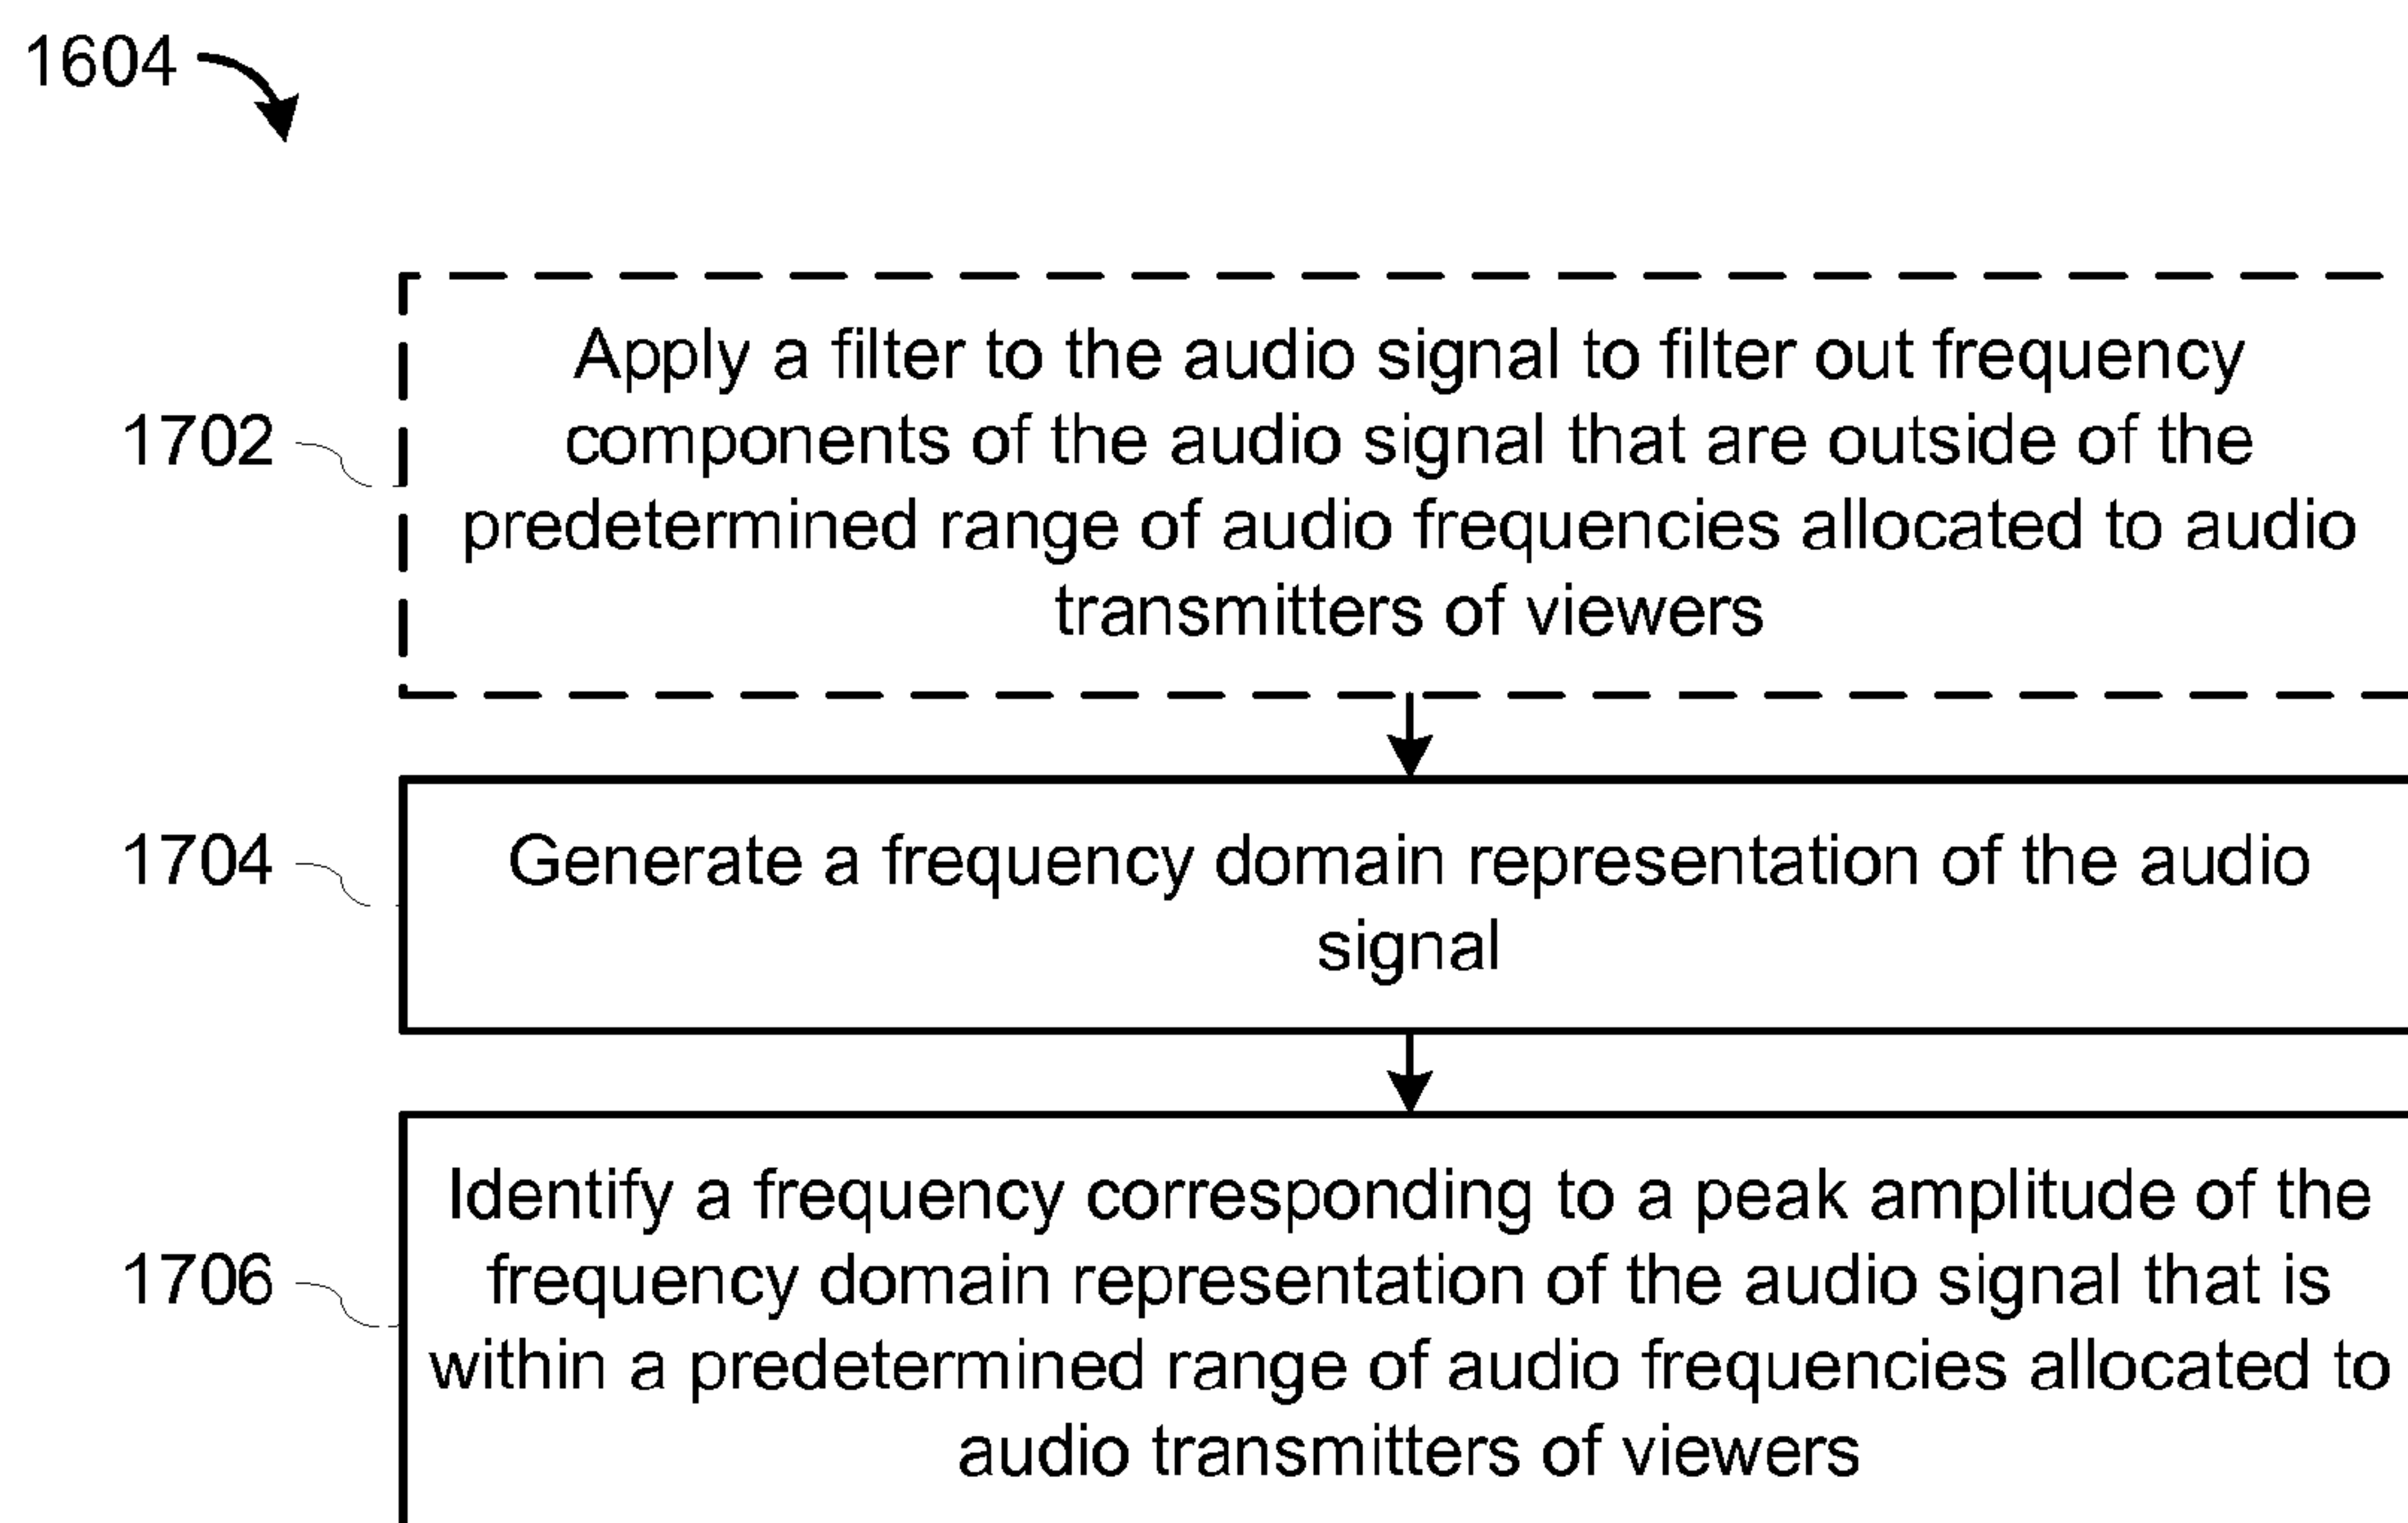 1604
Apply a filter to the audio signal to filter out frequency
components of the audio signal that are outside of the
1702
predetermined range of audio frequencies allocated to audio
transmitters of viewers
1704
Generate a frequency domain representation of the audio
signal
Identify a frequency corresponding to a peak amplitude of the
1706
frequency domain representation of the audio signal that is
within a predetermined range of audio frequencies allocated to
audio transmitters of viewers